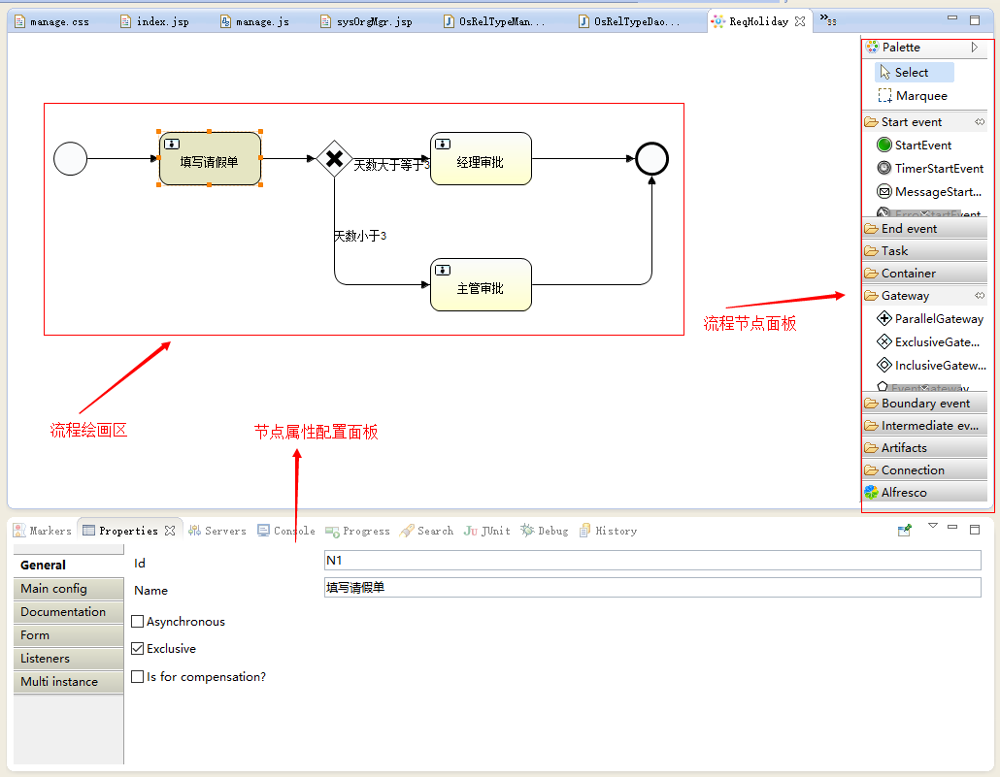 manage.css
index.jsp
manage.js
sysOrgMgr.jsp
OsRelTypeMan...
OsRelTypeDao...
ReqHoliday
»33
Palette
Select
Marquee
Start event
StartEvent
TimerStartEvent
MessageStart...
ErrorStartEvent
End event
Task
Container
Gateway
ParallelGateway
ExclusiveGate...
InclusiveGatew...
EventGateway
Boundary event
Intermediate ev...
Artifacts
Connection
Alfresco
填写请假单
天数大于等于3
经理审批
天数小于3
主管审批
流程节点面板
流程绘画区
节点属性配置面板
Markers
Properties
Servers
Console
Progress
Search
JUnit
Debug
History
General
Main config
Documentation
Form
Listeners
Multi instance
Id
N1
Name
填写请假单
Asynchronous
Exclusive
Is for compensation?